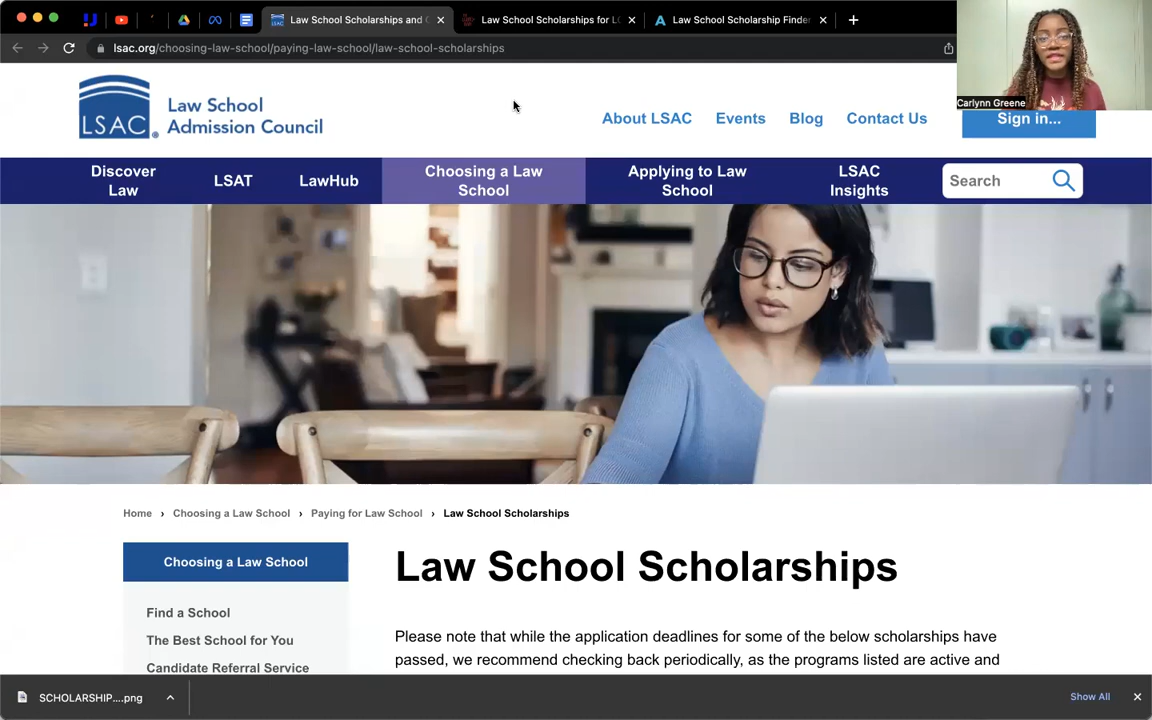 Law School Scholarships and
Law School Scholarships for
Law School Scholarship Finder
lsac.org/choosing-law-school/paying-law-school/law-school-scholarships
Carlynn Greene
LSAC
Law School
Admission Council
About LSAC
Events
Blog
Contact Us
Sign in...
Discover
Law
LSAT
LawHub
Choosing a Law
School
Applying to Law
School
LSAC
Insights
Search
Home › Choosing a Law School › Paying for Law School › Law School Scholarships
Choosing a Law School
Find a School
The Best School for You
Candidate Referral Service
Law School Scholarships
Please note that while the application deadlines for some of the below scholarships have
passed, we recommend checking back periodically, as the programs listed are active and
SCHOLARSHIP....png
Show All